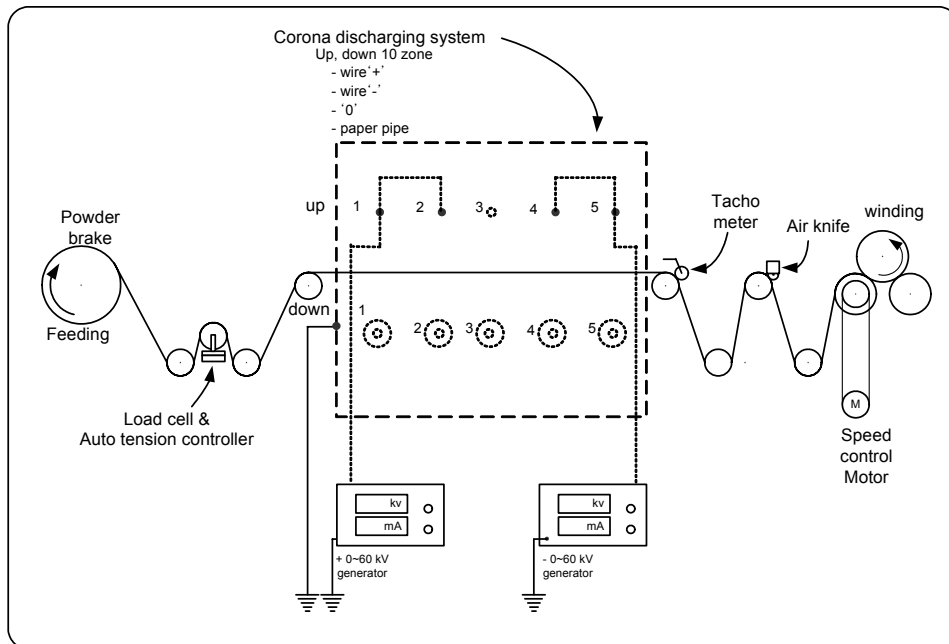 Corona discharging system
Up, down 10 zone
- wire‘+’
- wire‘-’
- ‘0’
- paper pipe
up
1
2
3
4
5
Powder
brake
Feeding
down
1
2
3
4
5
Tacho
meter
Air knife
winding
Load cell &
Auto tension controller
M
Speed
control
Motor
kv
mA
+ 0~60 kV
generator
kv
mA
- 0~60 kV
generator